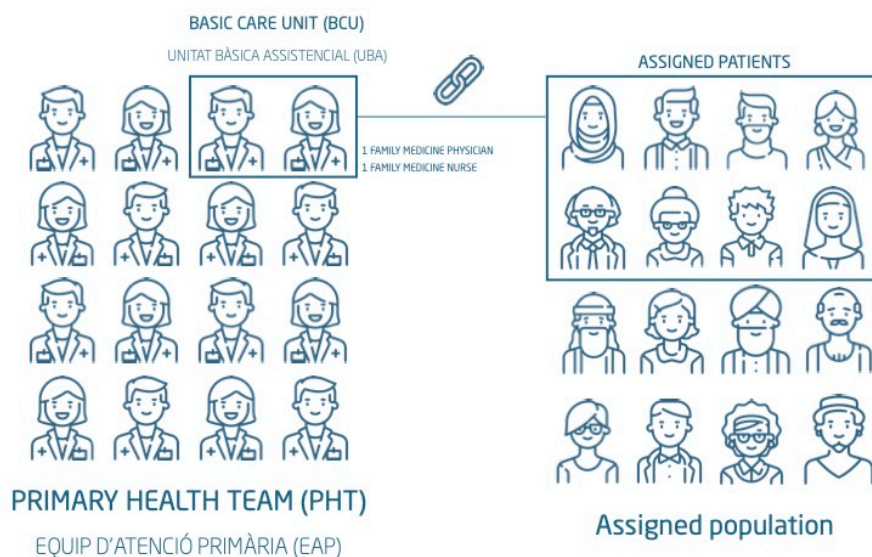 BASIC CARE UNIT (BCU)
UNITAT BÀSICA ASSISTENCIAL (UBA)
ASSIGNED PATIENTS
1 FAMILY MEDICINE PHYSICIAN
1 FAMILY MEDICINE NURSE
PRIMARY HEALTH TEAM (PHT)
EQUIP D'ATENCIÓ PRIMÀRIA (EAP)
Assigned population